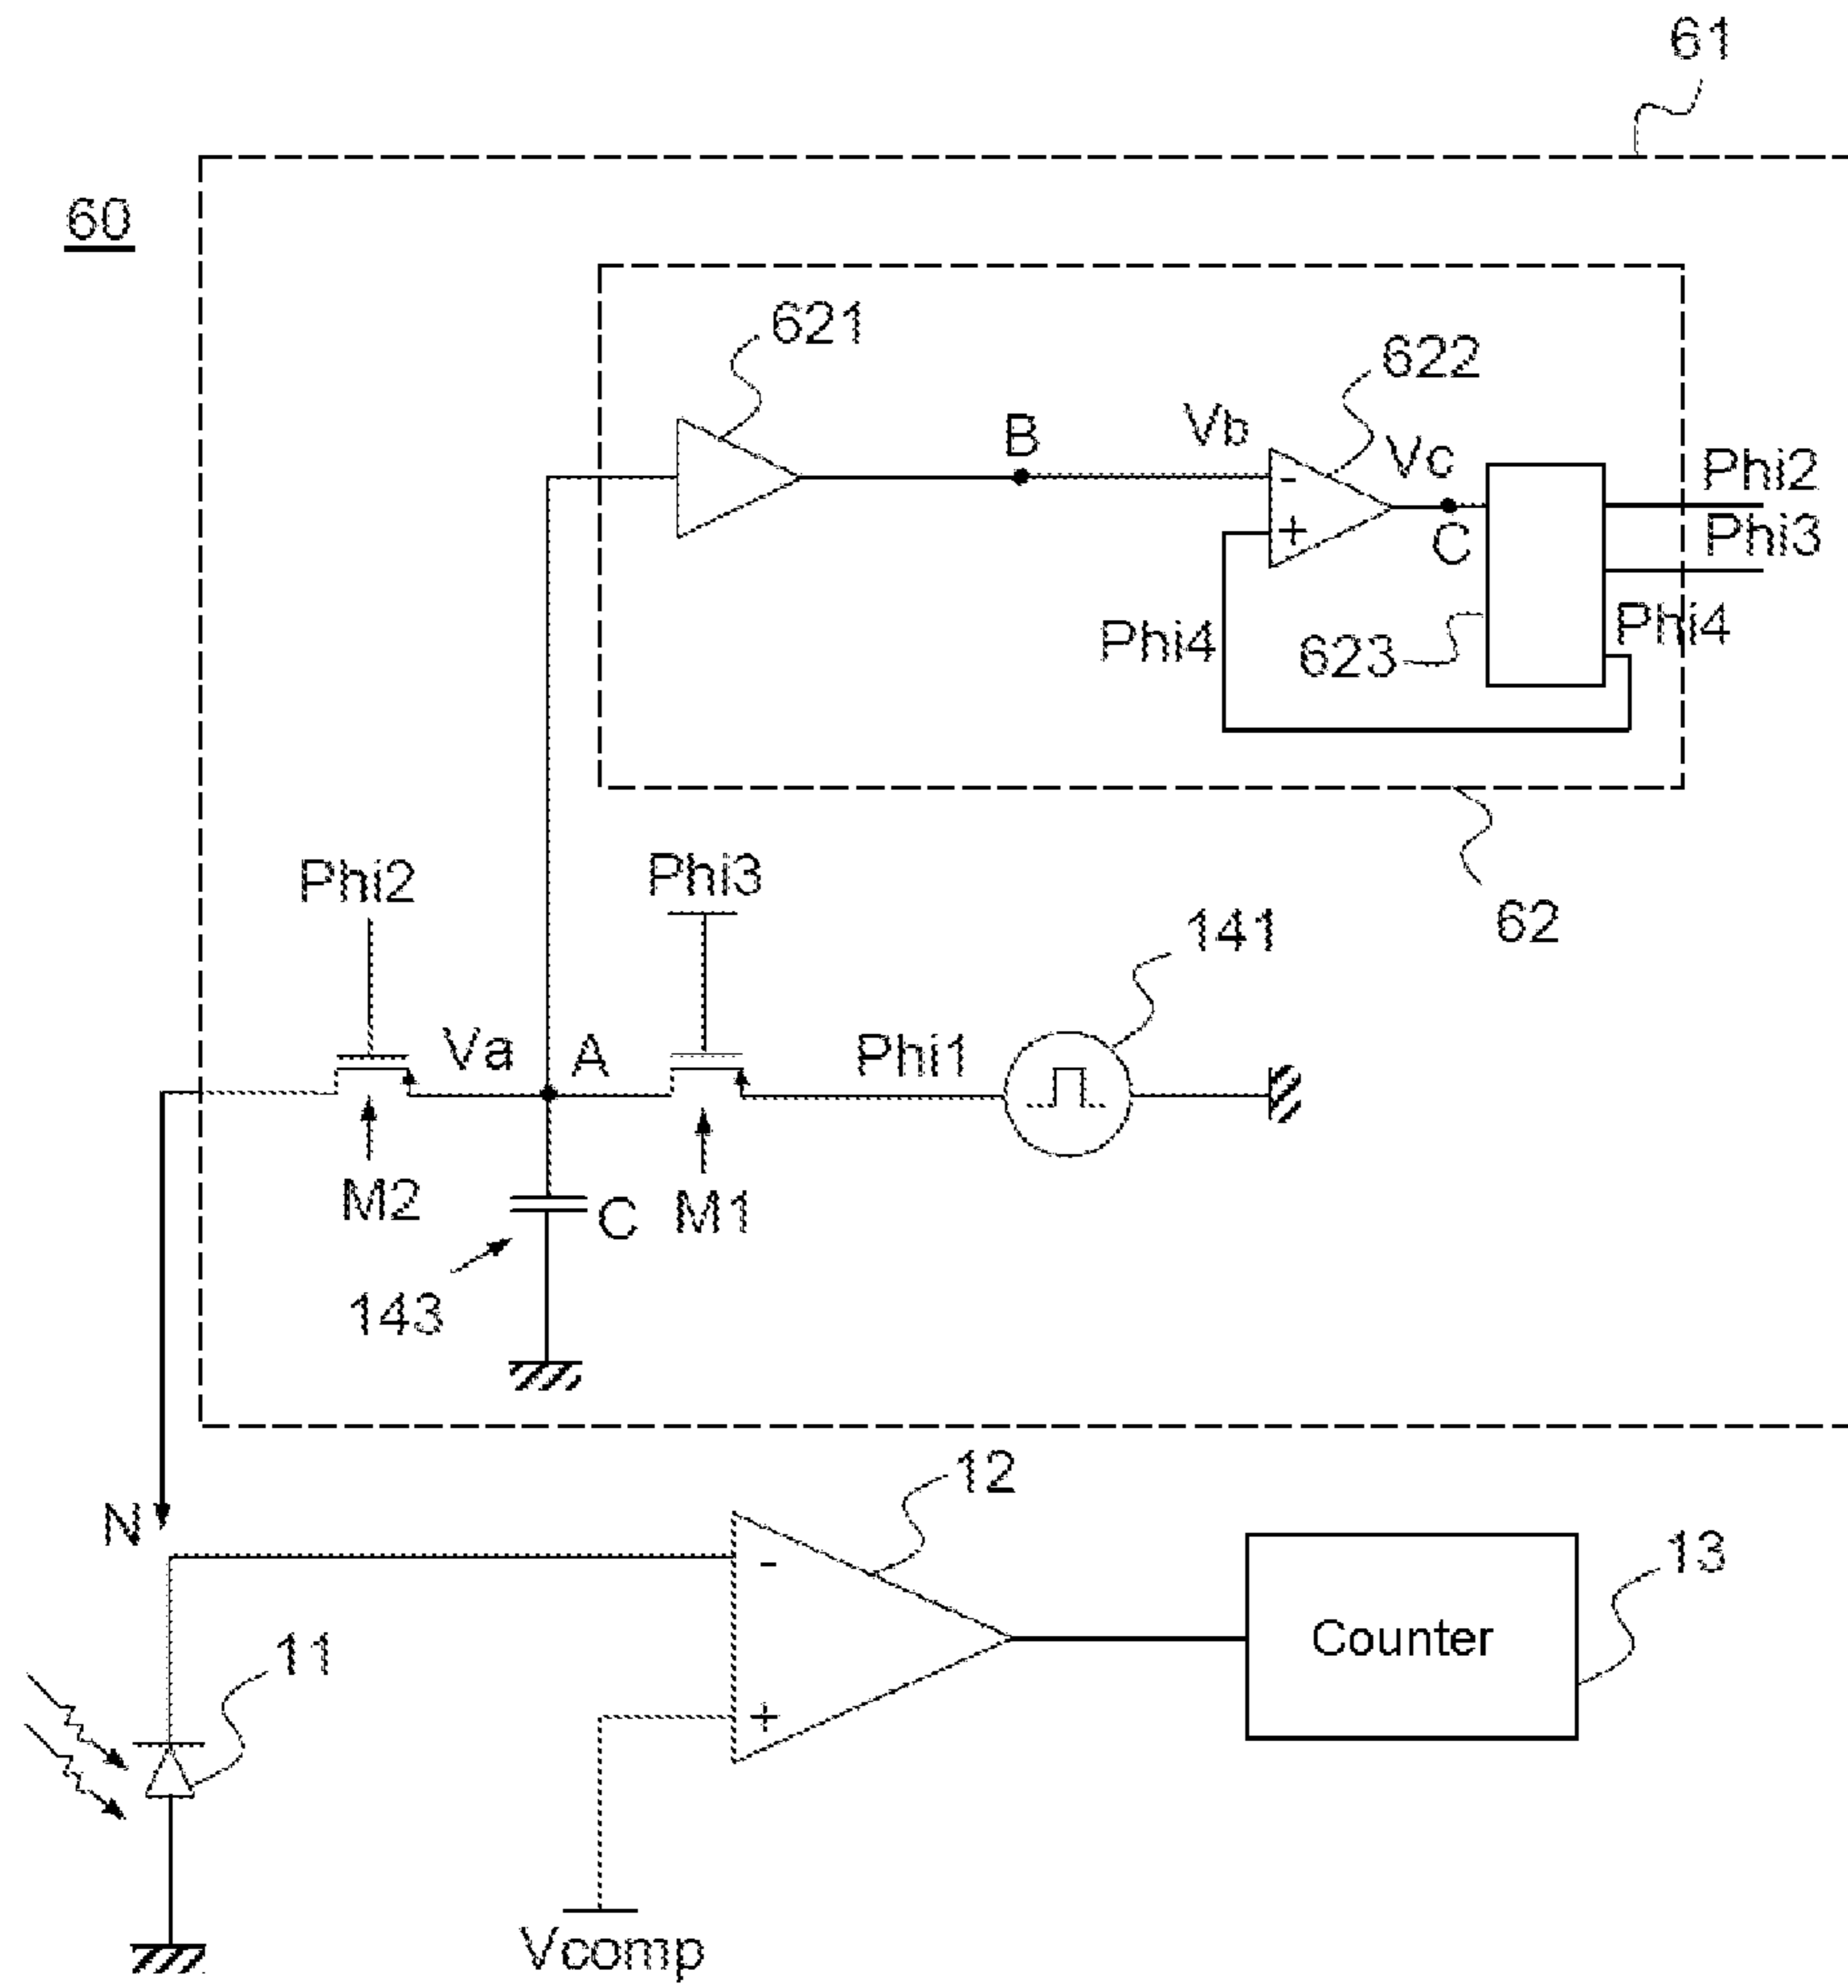 61
60
621
622
B
Vb
Vc
Phi2
-
+
C
Phi3
Phi4
Phi4
623
Phi2
Phi3
62
141
Va
A
Phi1
M2
C
M1
143
12
N
-
13
Counter
11
+
Vcomp